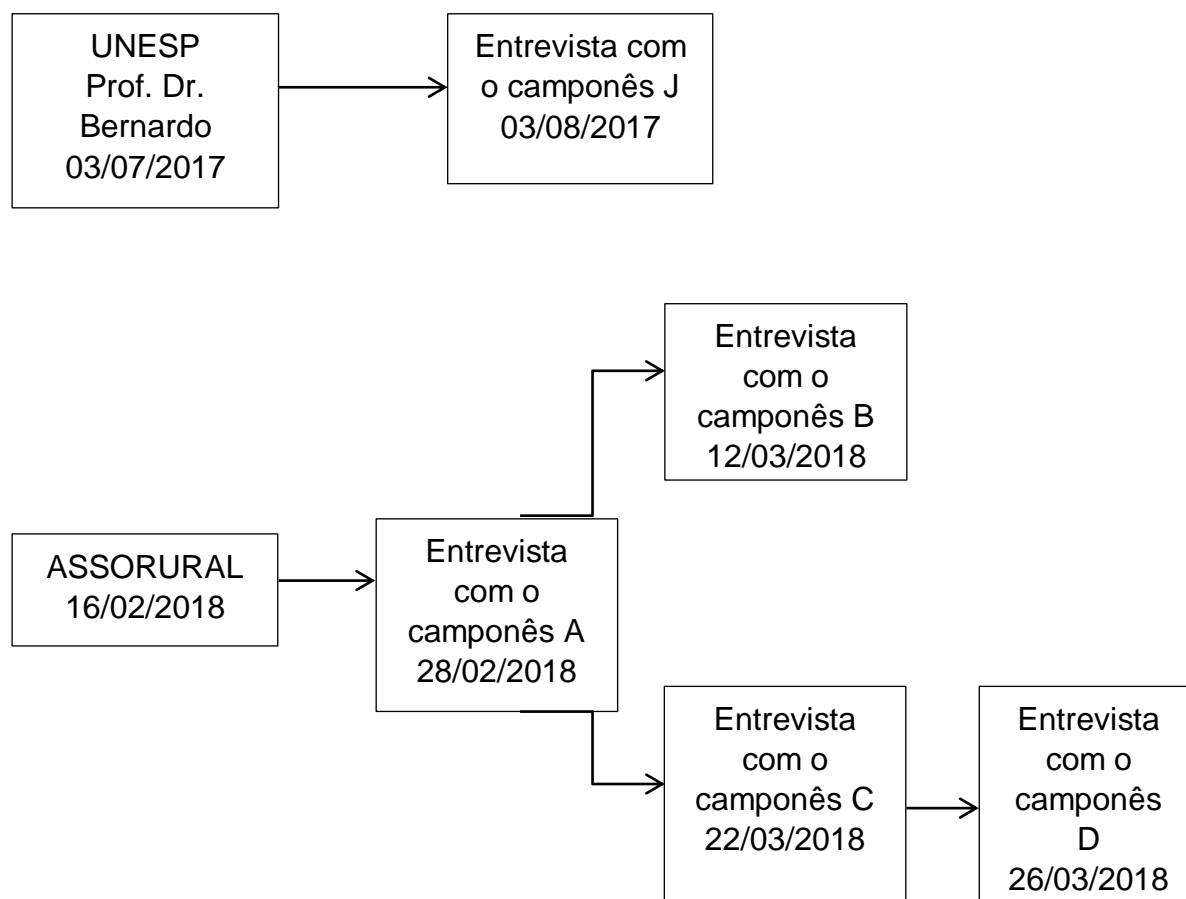 UNESP
Prof. Dr.
Bernardo
03/07/2017
Entrevista com
o camponês J
03/08/2017
Entrevista
com o
camponês B
12/03/2018
ASSORURAL
16/02/2018
Entrevista
com o
camponês A
28/02/2018
Entrevista
com o
camponês C
22/03/2018
Entrevista
com o
camponês
D
26/03/2018